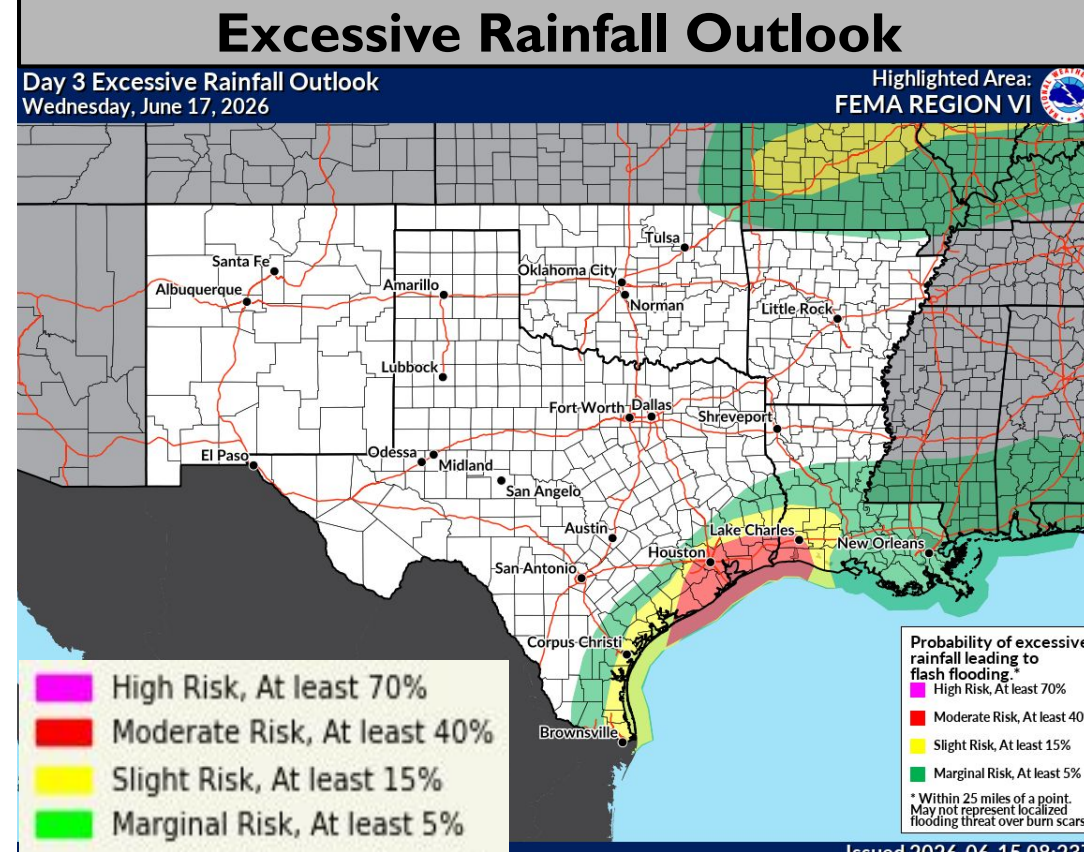 Excessive Rainfall Outlook
Day 3 Excessive Rainfall Outlook
Wednesday, June 17, 2026
Highlighted Area:
FEMA REGION VI
Tulsa
Santa Fe
Oklahoma City
Albuquerque
Amarillo
Norman
Little Rock
Lubbock
Fort Worth
Dallas
Shreveport
El Paso
Odessa
Midland
San Angelo
Austin
Lake Charles
New Orleans
Houston
San Antonio
Corpus Christi
Brownsville
High Risk, At least 70%
Moderate Risk, At least 40%
Slight Risk, At least 15%
Marginal Risk, At least 5%
Probability of excessive
rainfall leading to
flash flooding.*
High Risk, At least 70%
Moderate Risk, At least 40
Slight Risk, At least 15%
Marginal Risk, At least 5%
* Within 25 miles of a point.
May not represent localized
flooding threat over burn scars